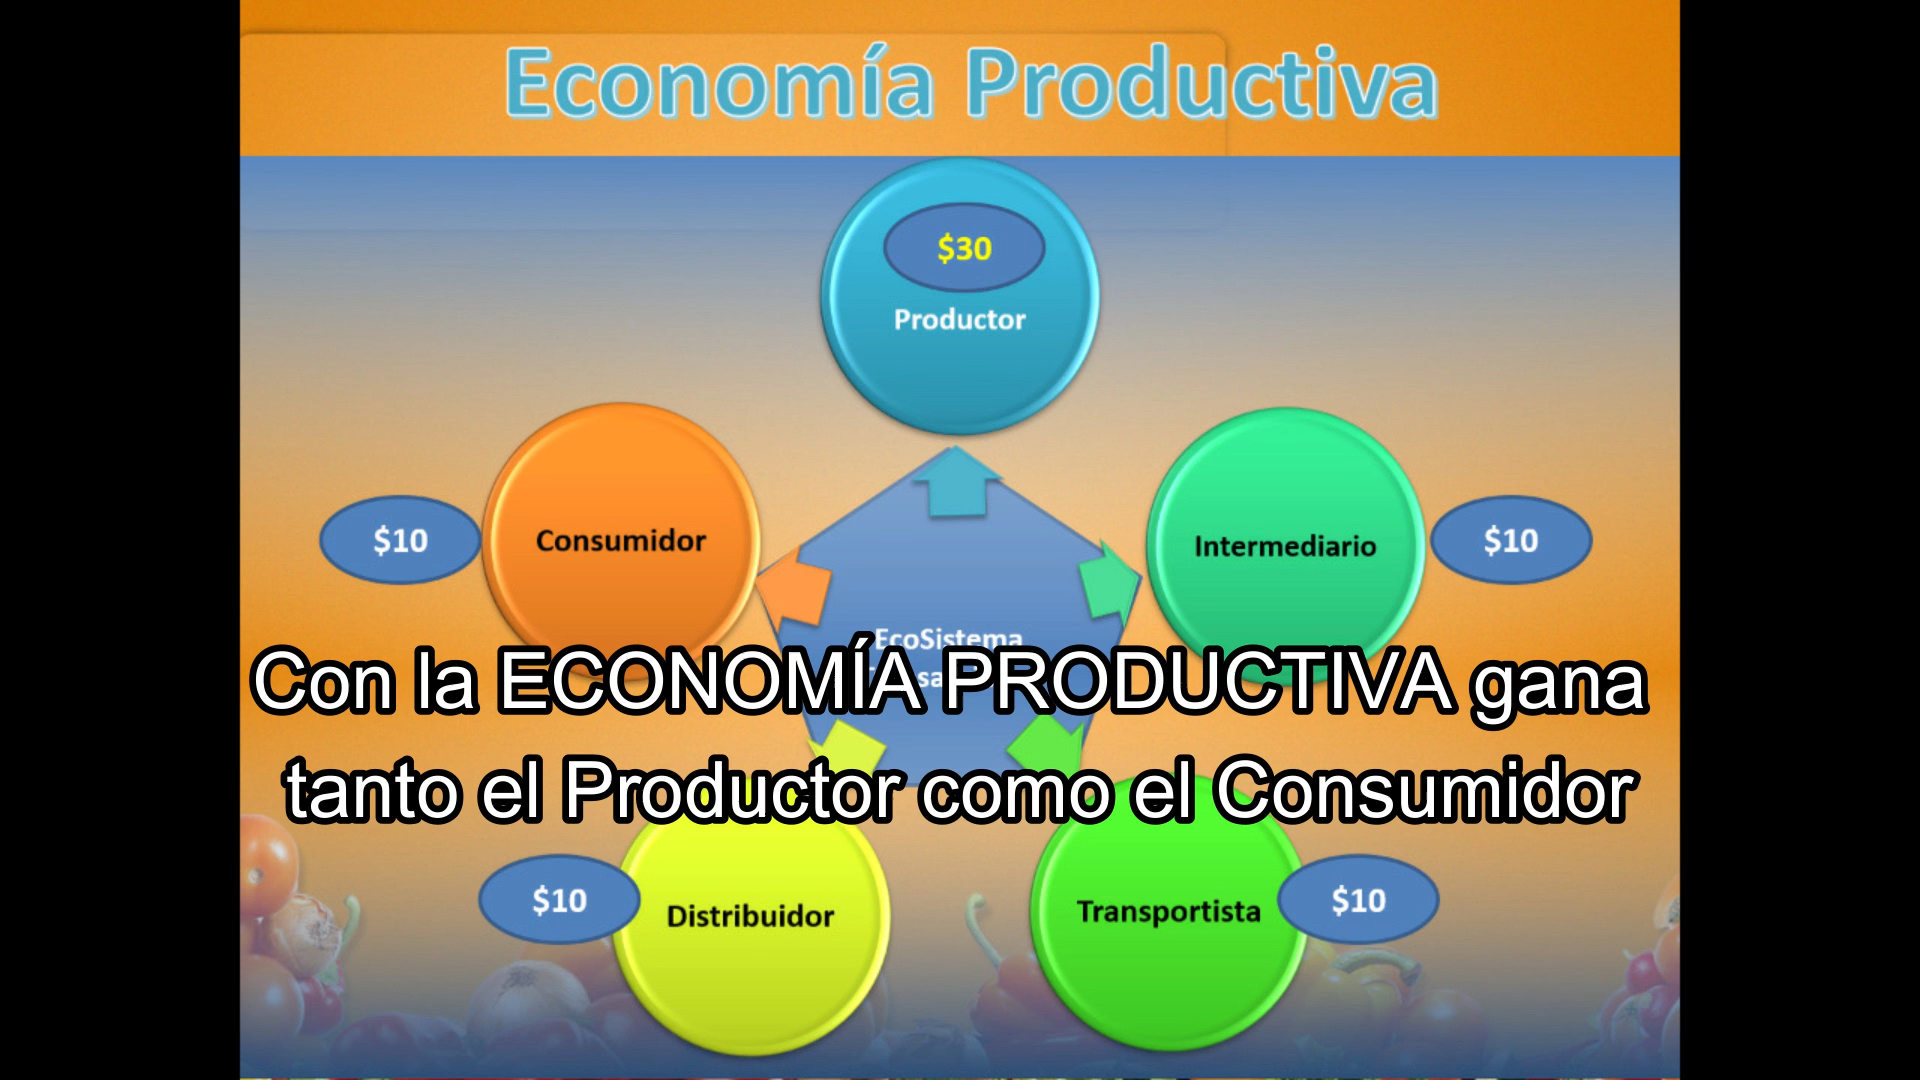 Economía Productiva
$30
Productor
$10
Consumidor
Intermediario
$10
EcoSistema
Con la ECONOMÍA PRODUCTIVA gana
tanto el Productor como el Consumidor
$10
Distribuidor
Transportista
$10